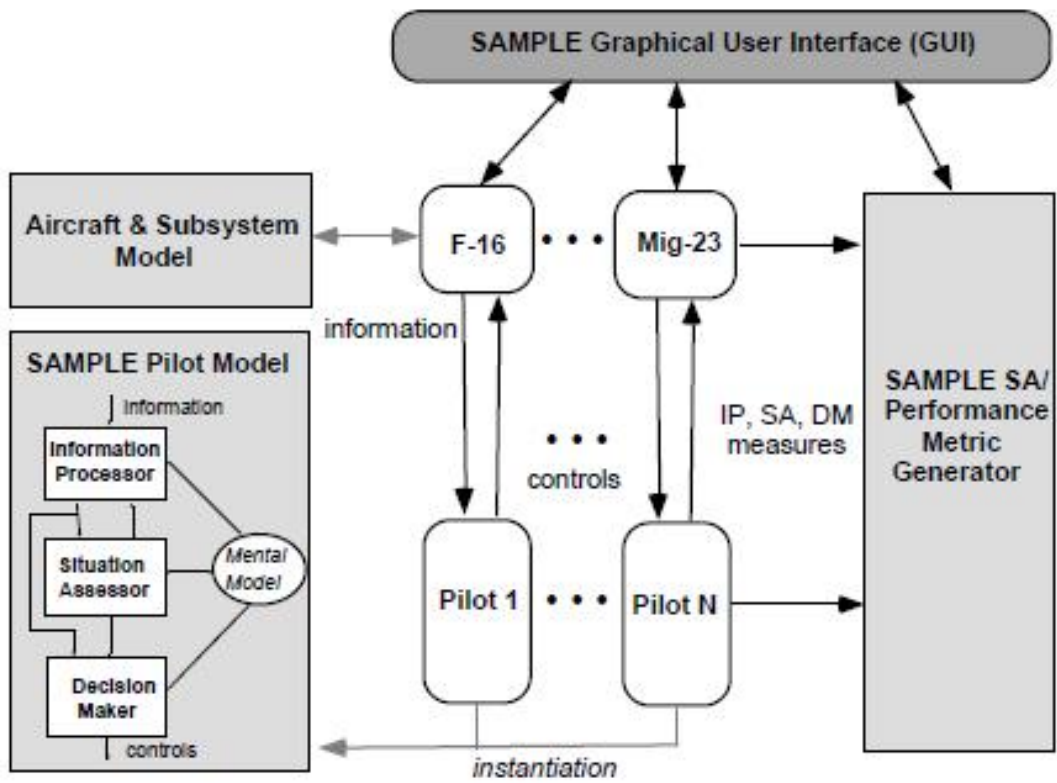 SAMPLE Graphical User Interface (GUI)
Aircraft & Subsystem
Model
F-16
• • •
Mig-23
information
SAMPLE Pilot Model
information
Information
Processor
Situation
Assessor
Mental
Model
Decision
Maker
controls
• • •
controls
IP, SA, DM
measures
SAMPLE SA/
Performance
Metric
Generator
Pilot 1
• • •
Pilot N
instantiation